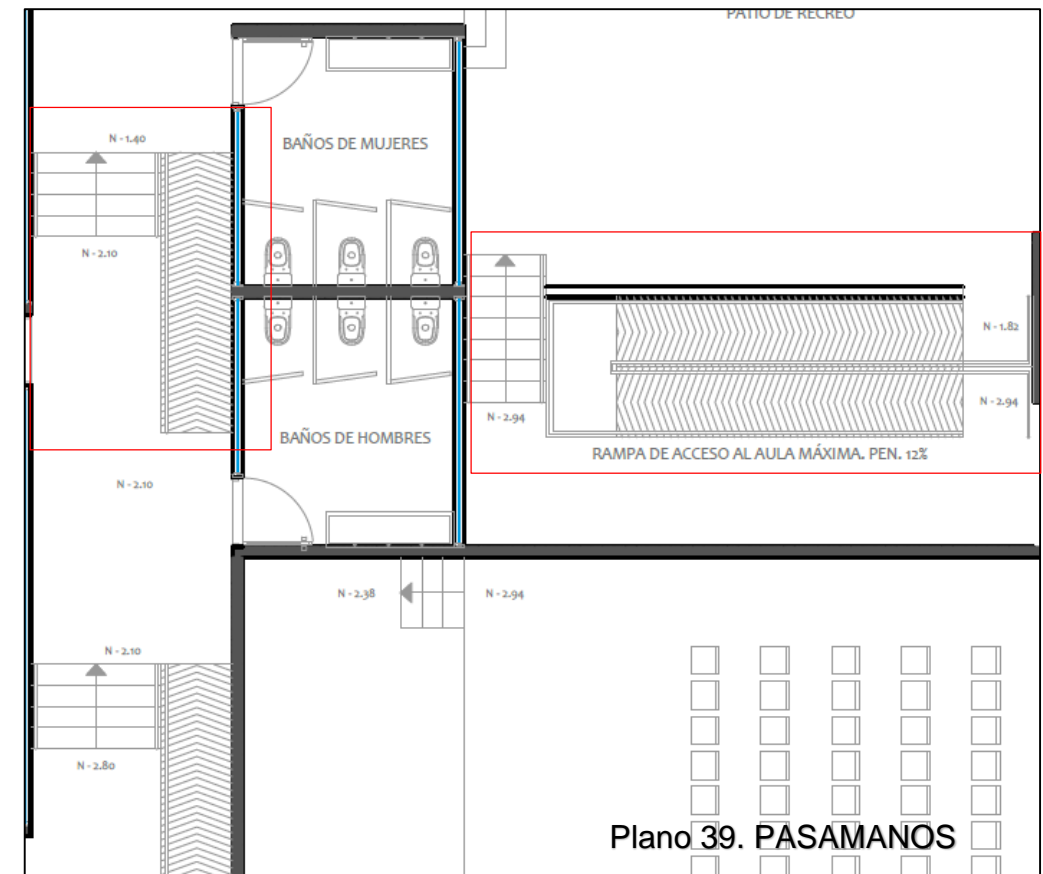 PATIO DE RECREO
N - 1.40
BAÑOS DE MUJERES
N - 2.10
N - 1.82
N - 2.94
N - 2.94
BAÑOS DE HOMBRES
RAMPA DE ACCESO AL AULA MÁXIMA. PEN. 12%
N - 2.10
N - 2.38
N - 2.94
N - 2.10
N - 2.80
Plano 39. PASAMANOS